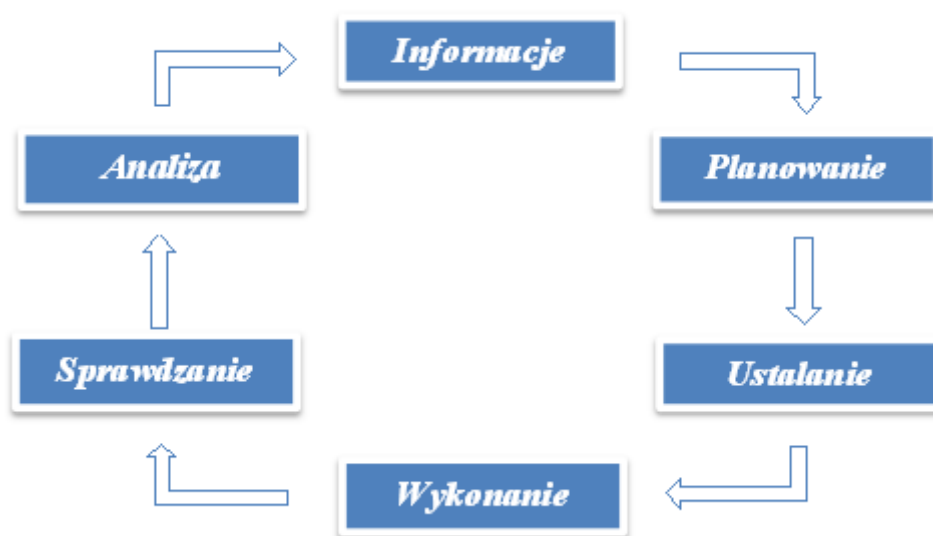 Informacje
Planowanie
Ustalanie
Wykonanie
Sprawdzanie
Analiza